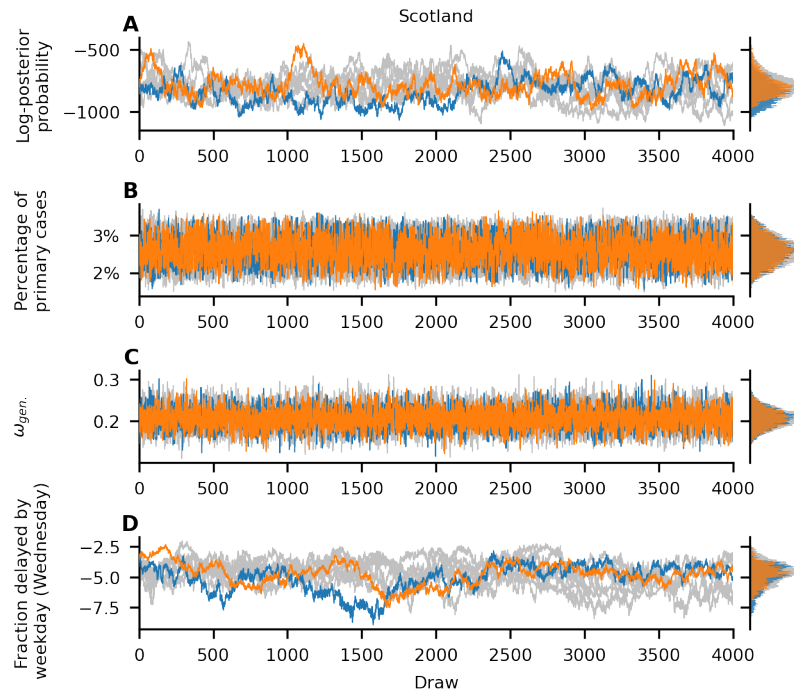 Scotland
A
Log-posterior
probability
−500
−1000
0 500 1000 1500 2000 2500 3000 3500 4000
B
Percentage of
primary cases
3%
2%
0 500 1000 1500 2000 2500 3000 3500 4000
C
ω gen.
0.3
0.2
0 500 1000 1500 2000 2500 3000 3500 4000
D
Fraction delayed by
weekday (Wednesday)
−2.5
−5.0
−7.5
0 500 1000 1500 2000 2500 3000 3500 4000
Draw